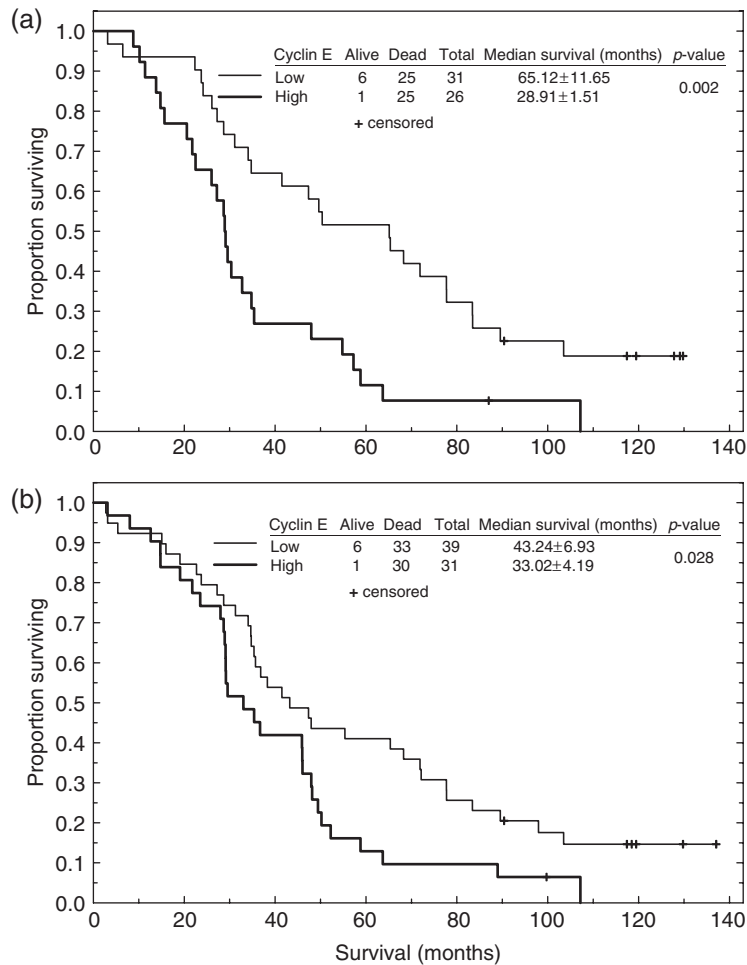 (a)
Proportion surviving
1.0
0.9
0.8
0.7
0.6
0.5
0.4
0.3
0.2
0.1
0.0
Cyclin E Alive Dead Total Median survival (months) p-value
Low 6 25 31 65.12±11.65
0.002
High 1 25 26 28.91±1.51
+ censored
0 20 40 60 80 100 120 140
(b)
Proportion surviving
1.0
0.9
0.8
0.7
0.6
0.5
0.4
0.3
0.2
0.1
0.0
Cyclin E Alive Dead Total Median survival (months) p-value
Low 6 33 39 43.24±6.93
0.028
High 1 30 31 33.02±4.19
+ censored
0 20 40 60 80 100 120 140
Survival (months)